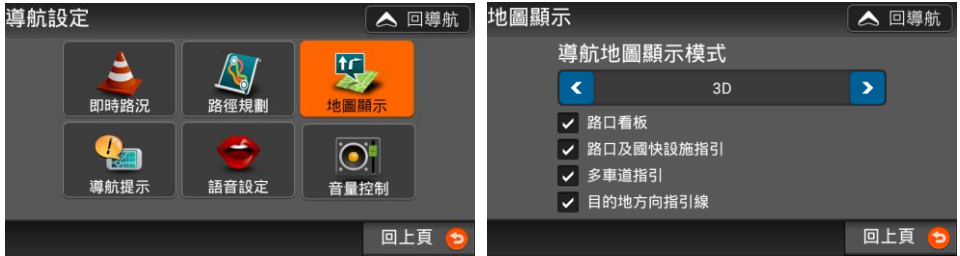 導航設定
回導航
即時路況
路徑規劃
地圖顯示
導航提示
語音設定
音量控制
回上頁
地圖顯示
回導航
導航地圖顯示模式
3D
路口看板
路口及國快設施指引
多車道指引
目的地方向指引線
回上頁